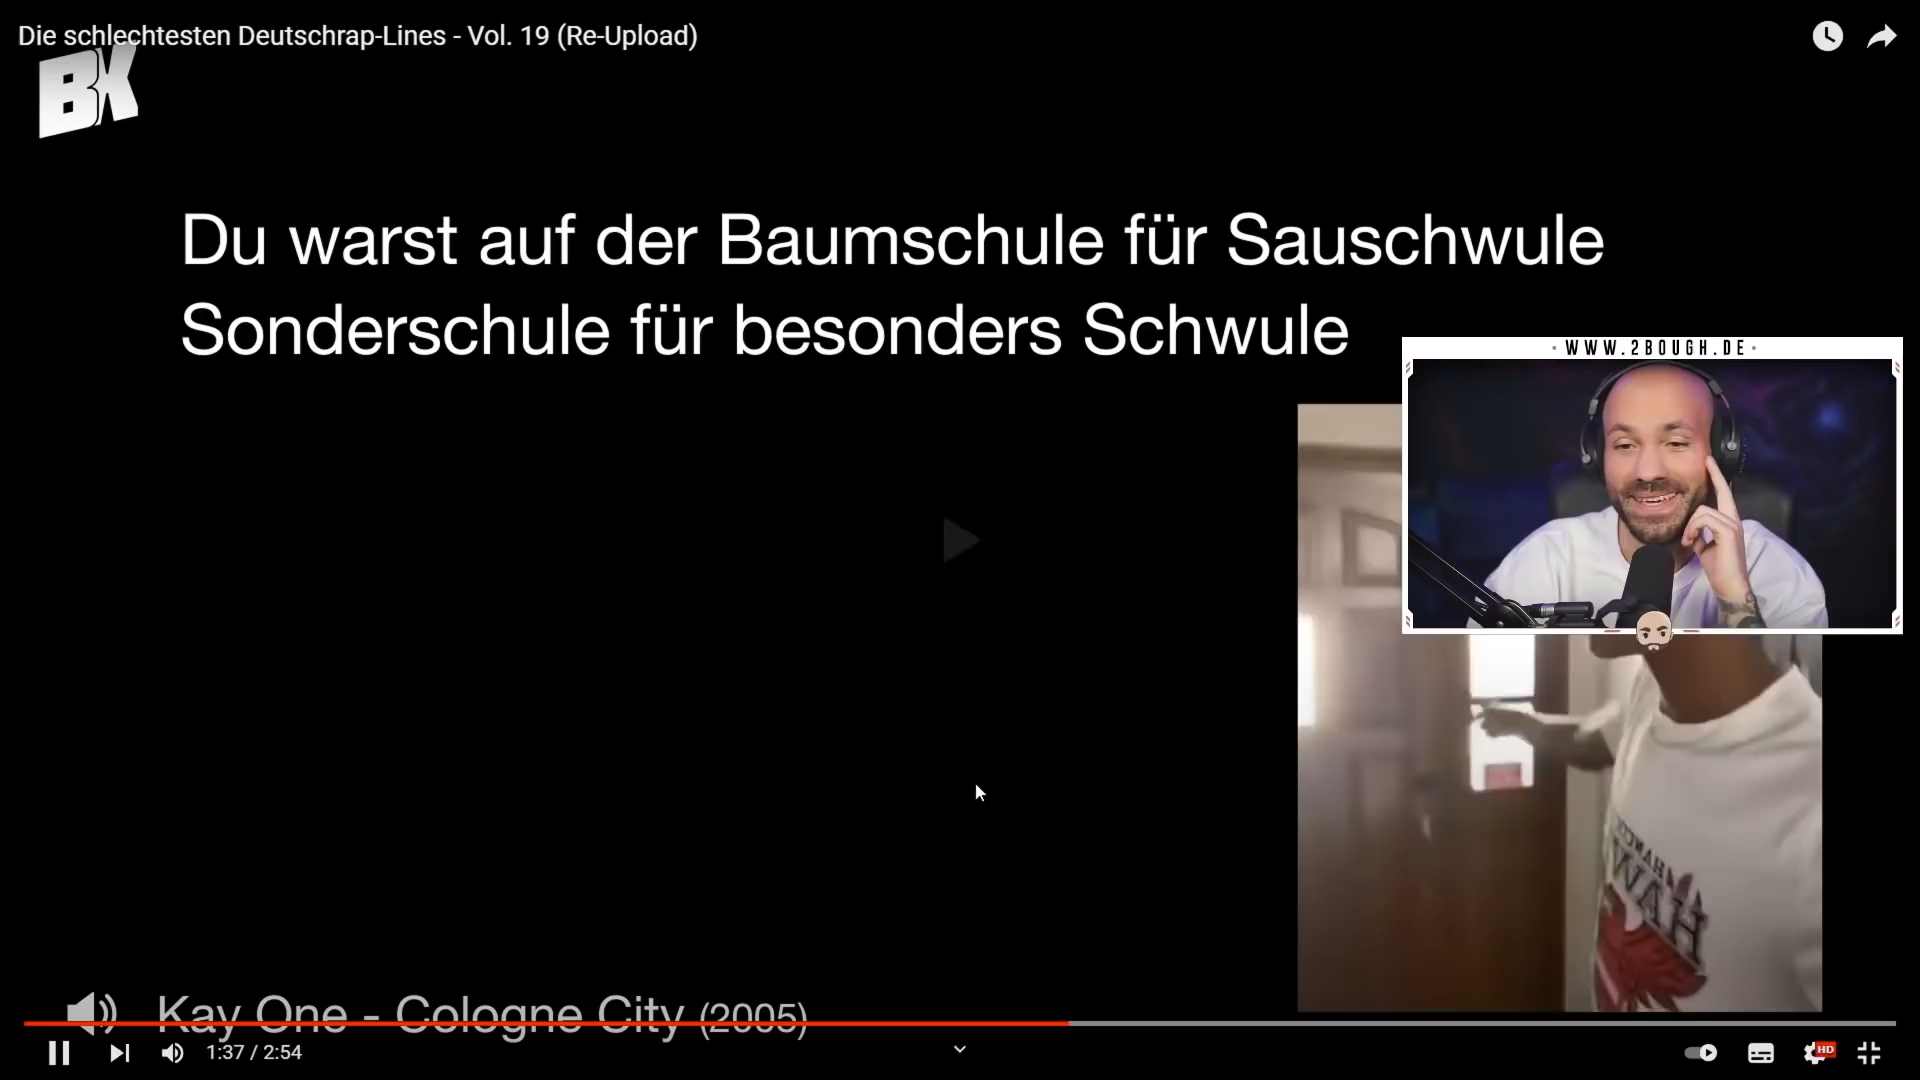 Die schlechtesten Deutschrap-Lines - Vol. 19 (Re-Upload)
BK
Du warst auf der Baumschule für Sauschwule
Sonderschule für besonders Schwule
WWW.2BOUGH.DE
Kay One - Cologne City (2005)
1:37 / 2:54
HD